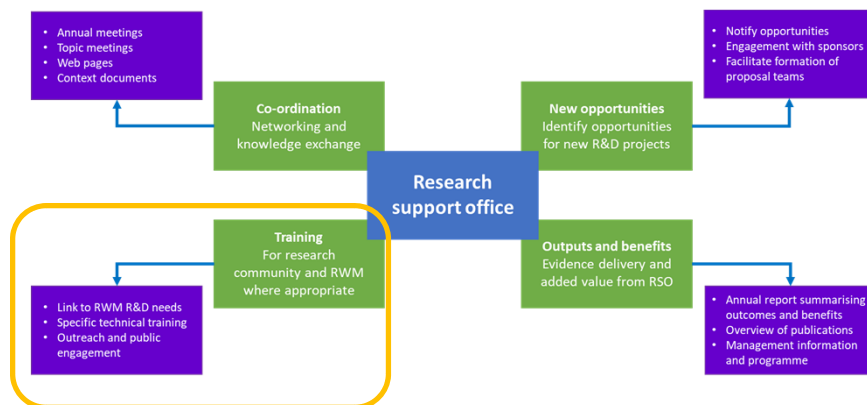 • Annual meetings
• Topic meetings
• Web pages
• Context documents
Co-ordination
Networking and
knowledge exchange
New opportunities
Identify opportunities
for new R&D projects
• Notify opportunities
• Engagement with sponsors
• Facilitate formation of
proposal teams
Research
support office
Training
For research
community and RWM
where appropriate
• Link to RWM R&D needs
• Specific technical training
• Outreach and public
engagement
Outputs and benefits
Evidence delivery and
added value from RSO
• Annual report summarising
outcomes and benefits
• Overview of publications
• Management information
and programme